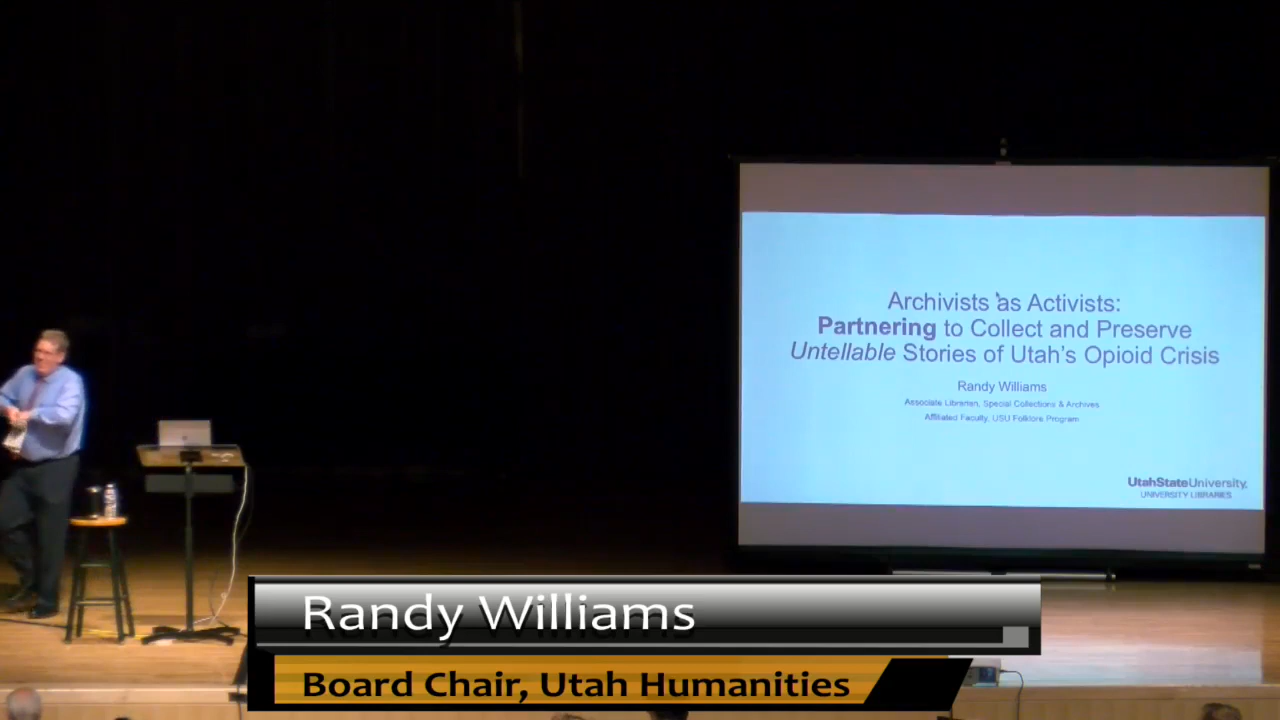 Archivists as Activists:
Partnering to Collect and Preserve
Untellable Stories of Utah's Opioid Crisis
Randy Williams
Associate Librarian, Special Collections & Archives
Affiliated Faculty, USU Folklore Program
UtahStateUniversity.
UNIVERSITY LIBRARIES
Randy Williams
Board Chair, Utah Humanities